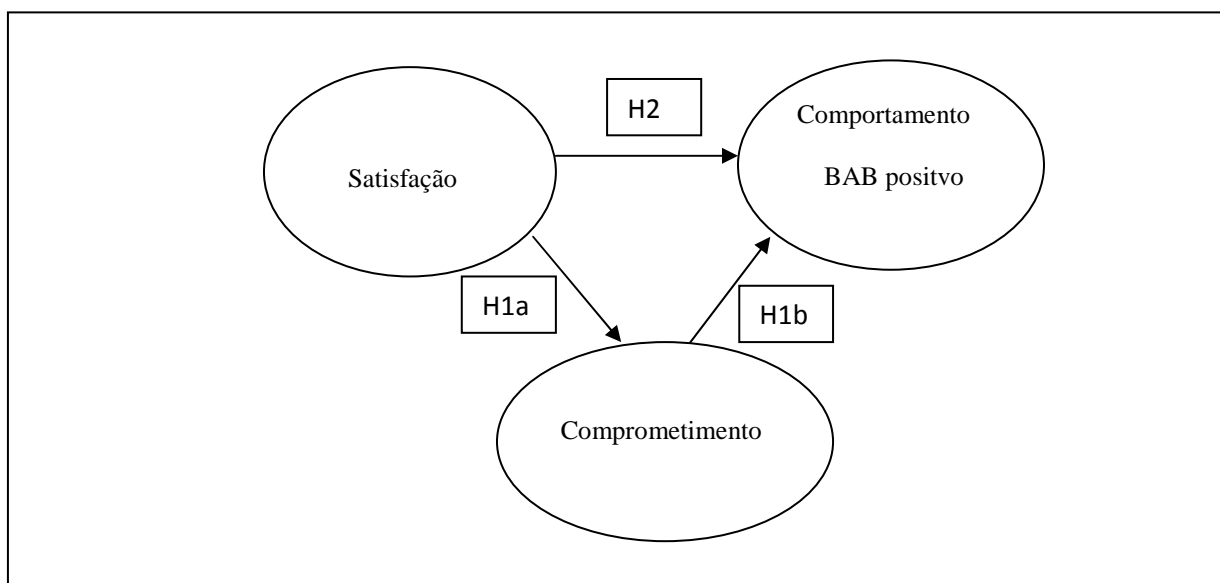 H2
Comportamento
BAB positvo
Satisfação
H1a
H1b
Comprometimento